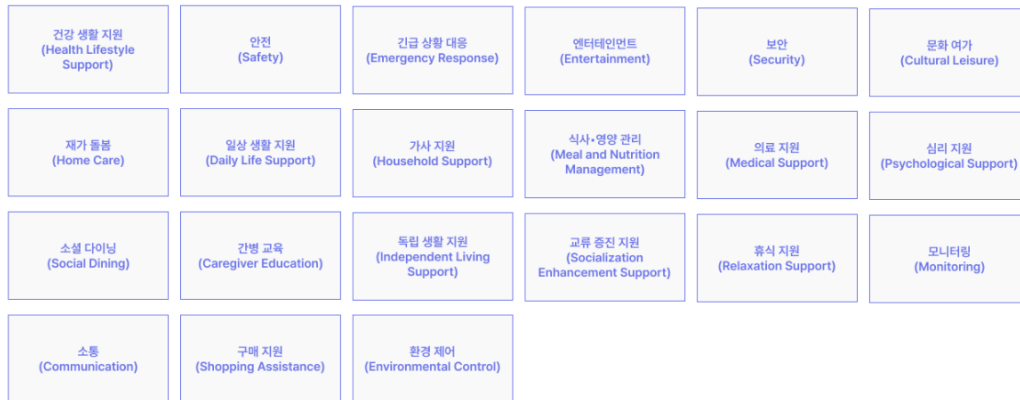 건강 생활 지원
(Health Lifestyle
Support)
안전
(Safety)
긴급 상황 대응
(Emergency Response)
엔터테인먼트
(Entertainment)
보안
(Security)
문화 여가
(Cultural Leisure)
재가 돌봄
(Home Care)
일상 생활 지원
(Daily Life Support)
가사 지원
(Household Support)
식사•영양 관리
(Meal and Nutrition
Management)
의료 지원
(Medical Support)
심리 지원
(Psychological Support)
소셜 다이닝
(Social Dining)
간병 교육
(Caregiver Education)
독립 생활 지원
(Independent Living
Support)
교류 증진 지원
(Socialization
Enhancement Support)
휴식 지원
(Relaxation Support)
모니터링
(Monitoring)
소통
(Communication)
구매 지원
(Shopping Assistance)
환경 제어
(Environmental Control)